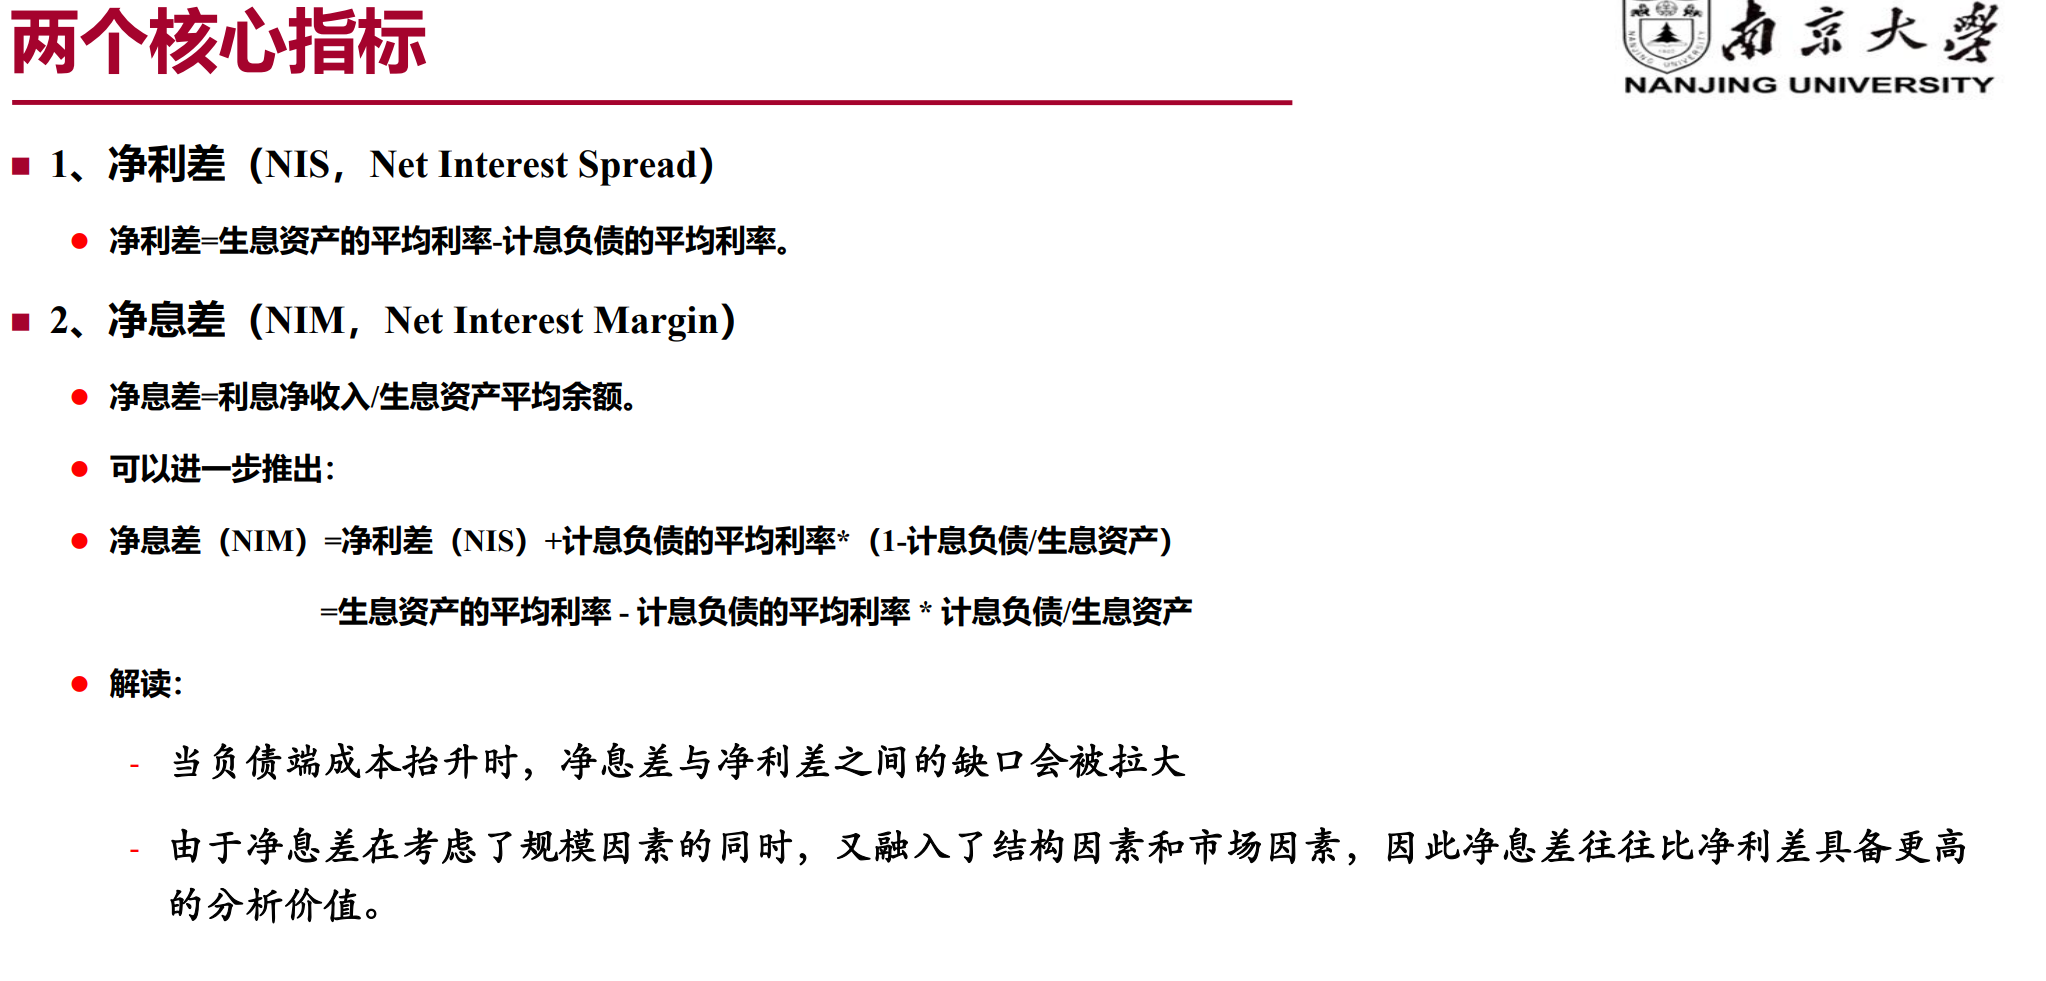 两个核心指标
南京大学
NANJING UNIVERSITY
■ 1、净利差（NIS，Net Interest Spread）
● 净利差=生息资产的平均利率-计息负债的平均利率。
■ 2、净息差（NIM，Net Interest Margin）
● 净息差=利息净收入/生息资产平均余额。
● 可以进一步推出：
● 净息差（NIM）=净利差（NIS）+计息负债的平均利率*（1-计息负债/生息资产）
=生息资产的平均利率 - 计息负债的平均利率 * 计息负债/生息资产
● 解读：
- 当负债端成本抬升时，净息差与净利差之间的缺口会被拉大
- 由于净息差在考虑了规模因素的同时，又融入了结构因素和市场因素，因此净息差往往比净利差具备更高
的分析价值。